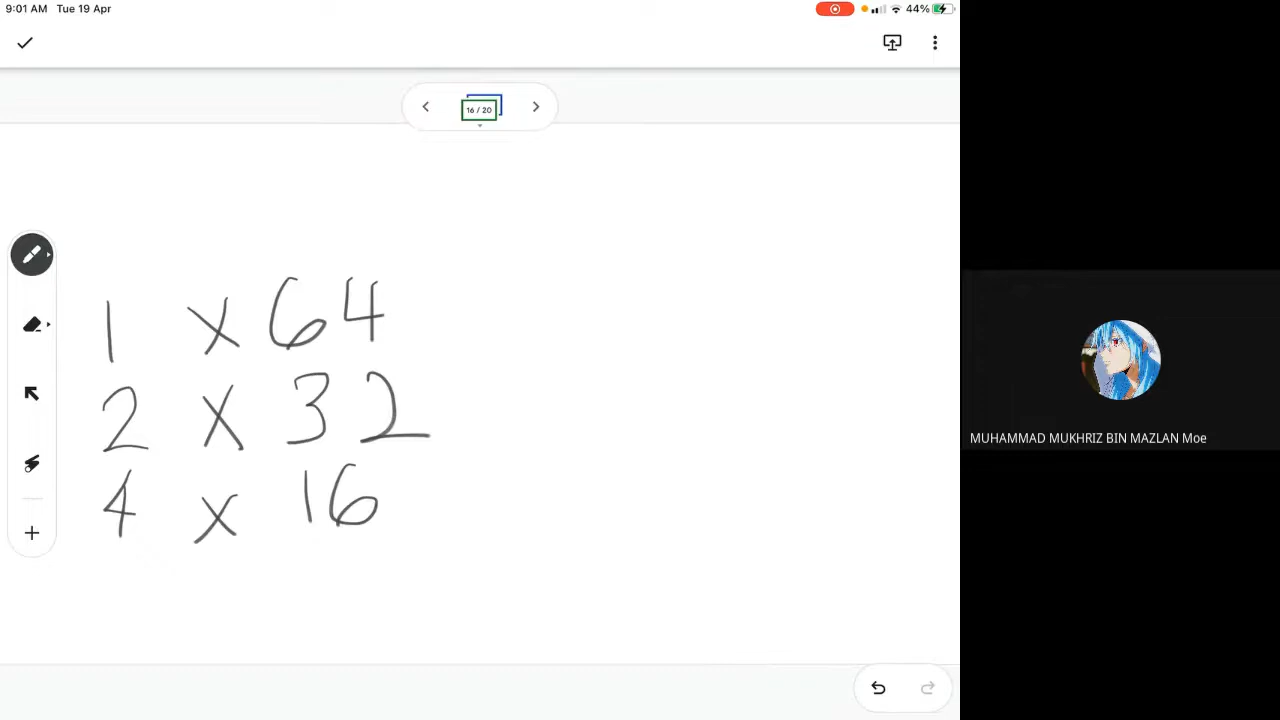 9:01 AM Tue 19 Apr
44%
16 / 20
1 x 64
2 x 32
4 x 16
MUHAMMAD MUKHRIZ BIN MAZLAN Moe